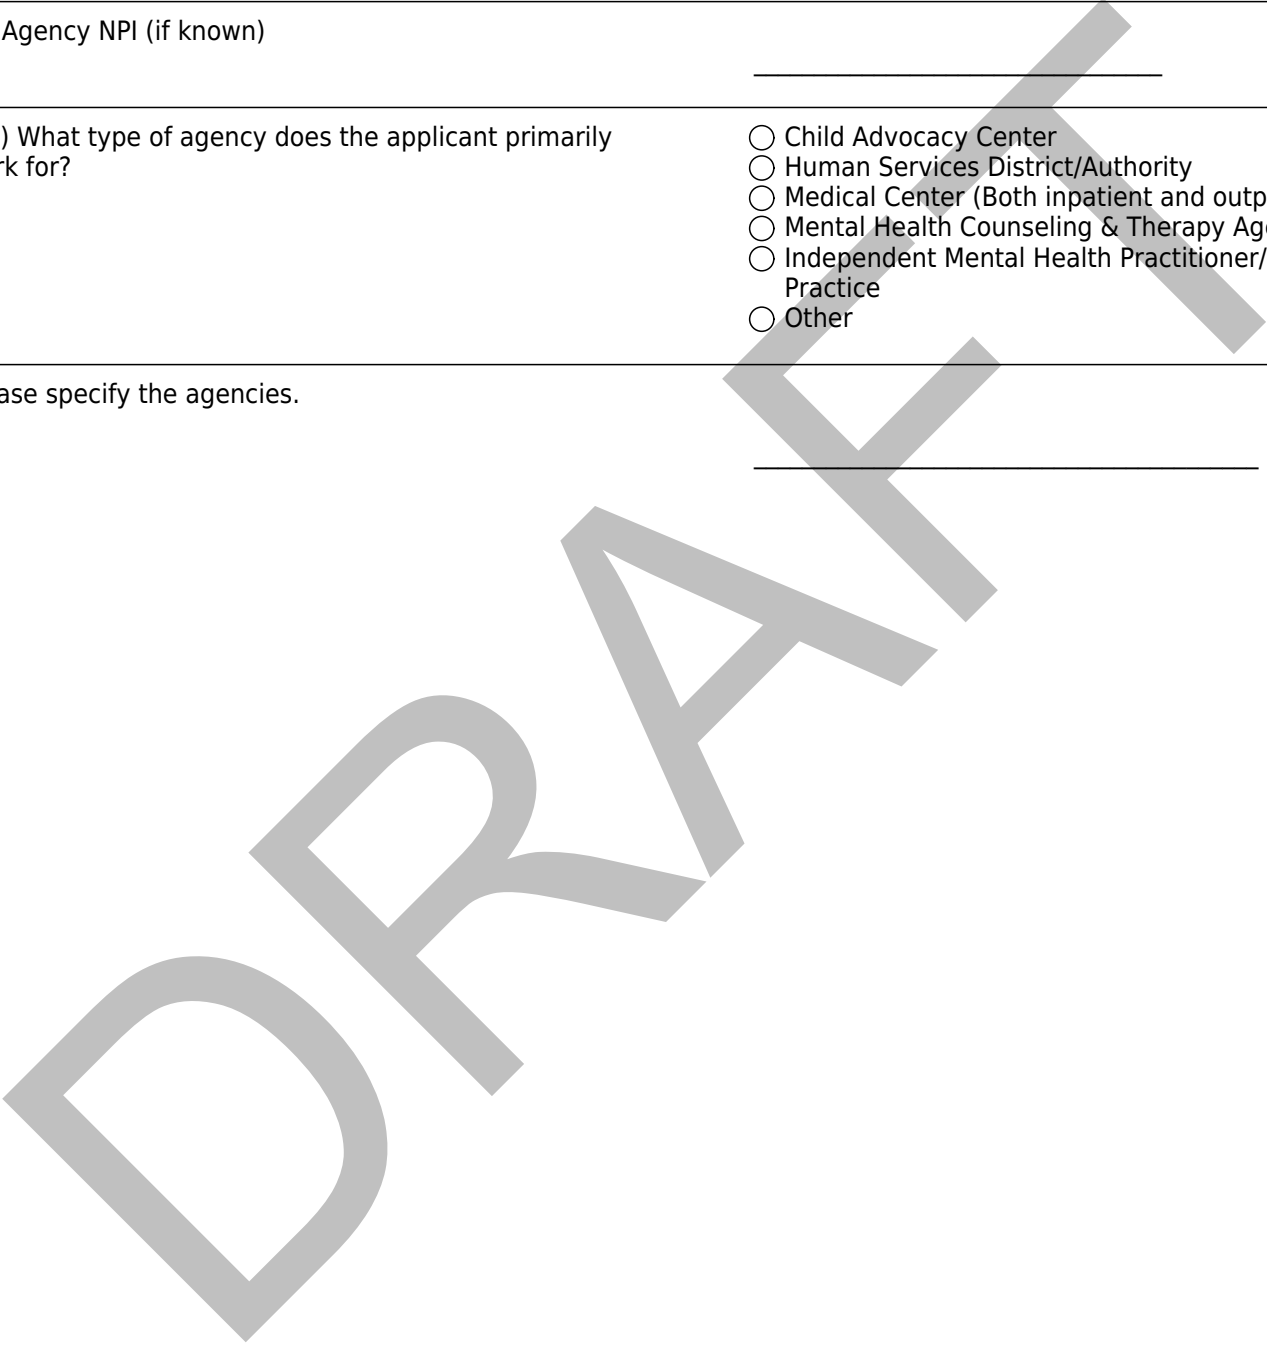 Agency NPI (if known)
) What type of agency does the applicant primarily
rk for?
Child Advocacy Center
Human Services District/Authority
Medical Center (Both inpatient and outp
Mental Health Counseling & Therapy Ag
Independent Mental Health Practitioner/
Practice
Other
ase specify the agencies.
DRAFT